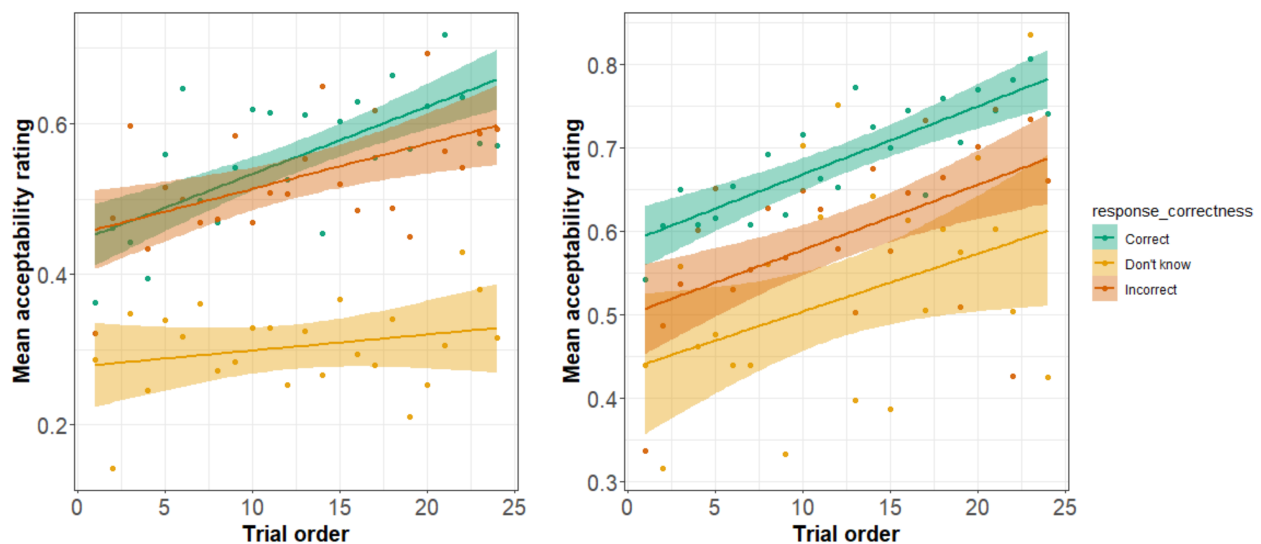 Mean acceptability rating
0.6
0.4
0.2
0 5 10 15 20 25
Trial order
Mean acceptability rating
0.8
0.7
0.6
0.5
0.4
0.3
0 5 10 15 20 25
Trial order
response_correctness
Correct
Don't know
Incorrect